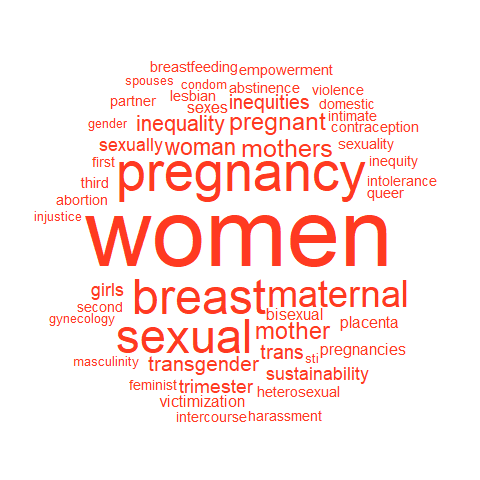 breastfeeding empowerment
spouses condom abstinence violence
partner lesbian sexes inequities domestic
gender inequality pregnant intimate contraception
sexually woman mothers sexuality
first pregnancy inequity
third intolerance
abortion queer
injustice women
girls breast maternal
second bisexual
gynecology sexual mother placenta
masculinity transgender trans sti pregnancies
sustainability
feminist trimester heterosexual
victimization
intercourse harassment